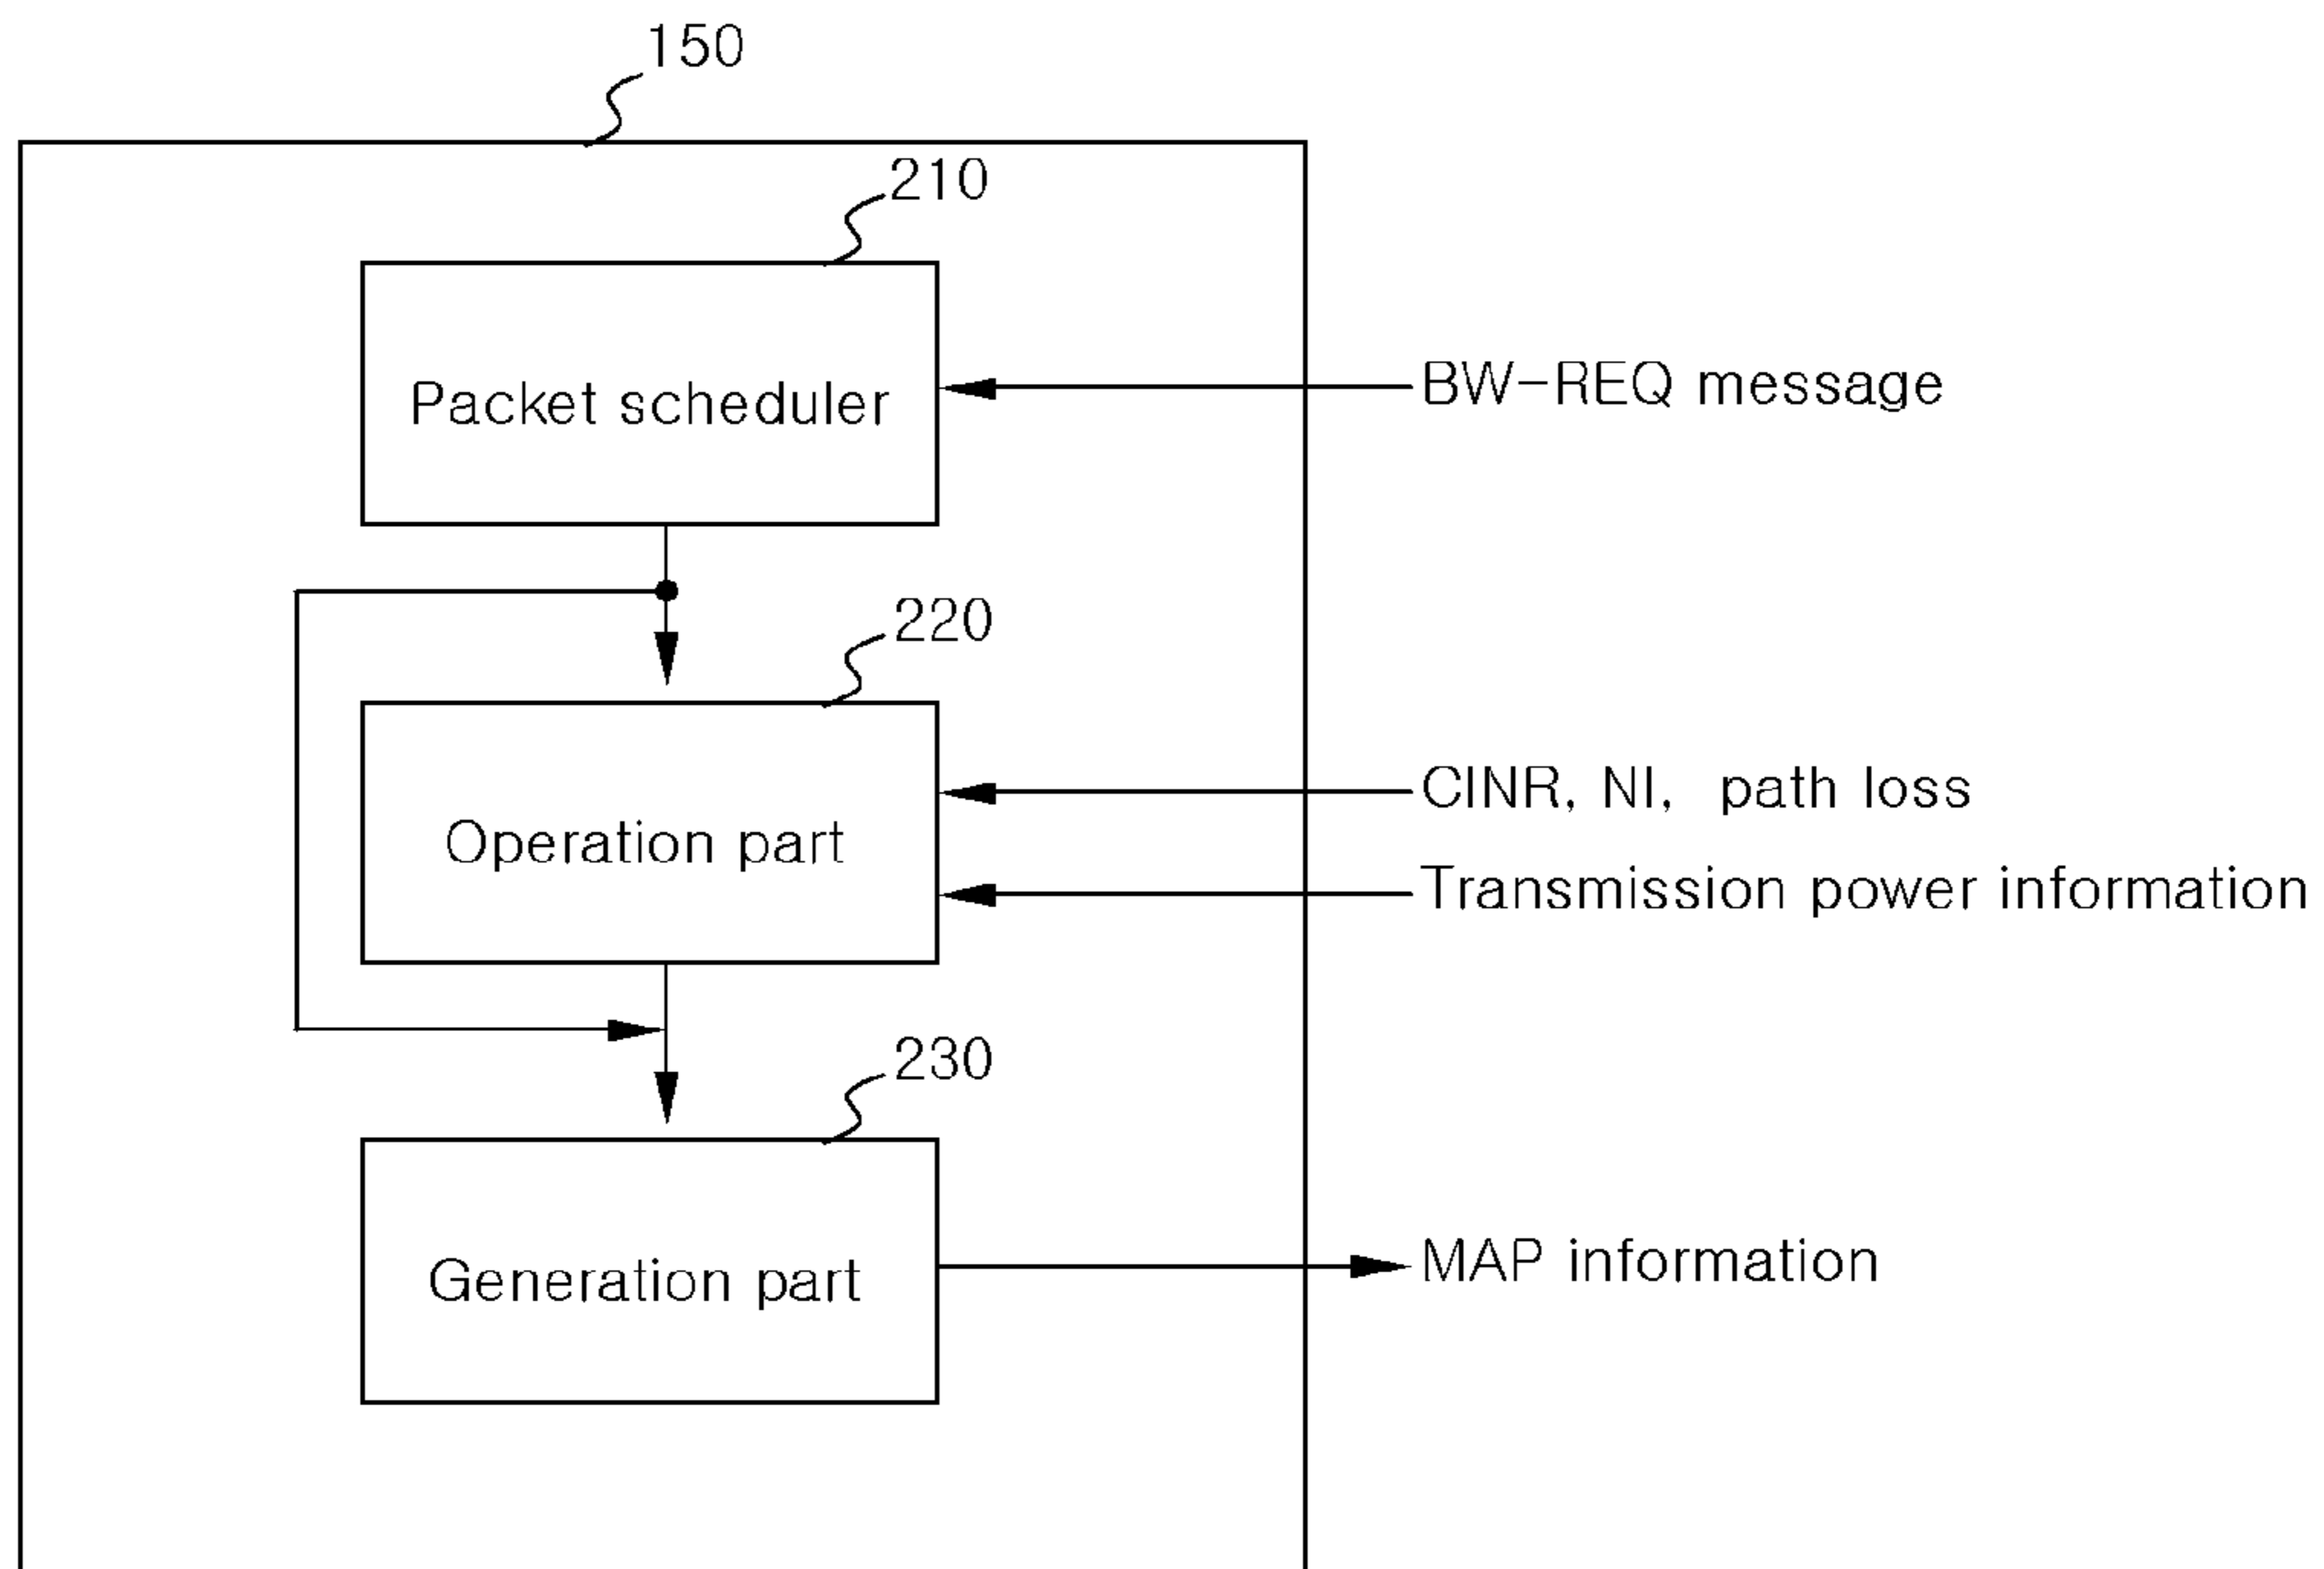 150
210
Packet scheduler
BW-REQ message
220
Operation part
CINR, NI, path loss
Transmission power information
230
Generation part
MAP information